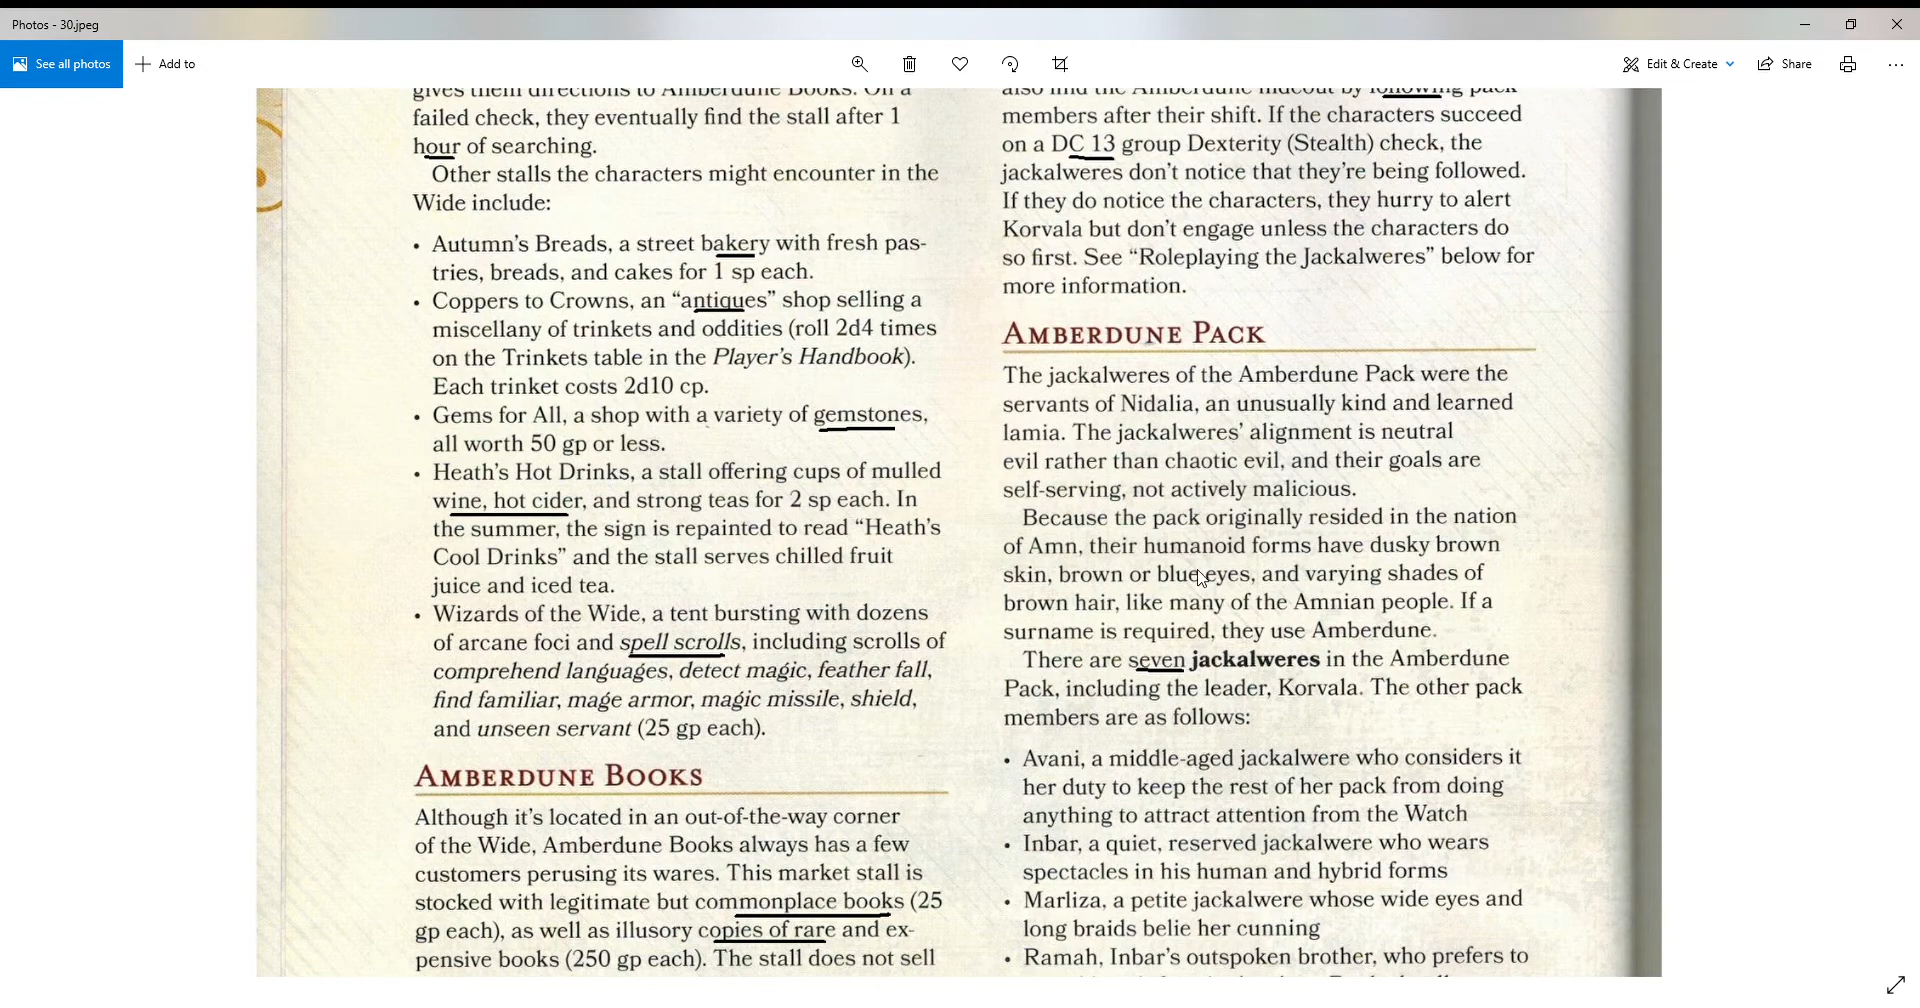 Photos - 30.jpeg
See all photos
Add to
Edit & Create
Share
gives them directions to Amberdune Books. On a
failed check, they eventually find the stall after 1
hour of searching.
Other stalls the characters might encounter in the
Wide include:
• Autumn's Breads, a street bakery with fresh pas-
tries, breads, and cakes for 1 sp each.
• Coppers to Crowns, an “antiques” shop selling a
miscellany of trinkets and oddities (roll 2d4 times
on the Trinkets table in the Player's Handbook).
Each trinket costs 2d10 cp.
• Gems for All, a shop with a variety of gemstones,
all worth 50 gp or less.
• Heath's Hot Drinks, a stall offering cups of mulled
wine, hot cider, and strong teas for 2 sp each. In
the summer, the sign is repainted to read “Heath's
Cool Drinks” and the stall serves chilled fruit
juice and iced tea.
• Wizards of the Wide, a tent bursting with dozens
of arcane foci and spell scrolls, including scrolls of
comprehend languages, detect magic, feather fall,
find familiar, mage armor, magic missile, shield,
and unseen servant (25 gp each).
AMBERDUNE BOOKS
Although it's located in an out-of-the-way corner
of the Wide, Amberdune Books always has a few
customers perusing its wares. This market stall is
stocked with legitimate but commonplace books (25
gp each), as well as illusory copies of rare and ex-
pensive books (250 gp each). The stall does not sell
also find the Amberdune hideout by following pack
members after their shift. If the characters succeed
on a DC 13 group Dexterity (Stealth) check, the
jackalweres don't notice that they're being followed.
If they do notice the characters, they hurry to alert
Korvala but don't engage unless the characters do
so first. See “Roleplaying the Jackalweres” below for
more information.
AMBERDUNE PACK
The jackalweres of the Amberdune Pack were the
servants of Nidalia, an unusually kind and learned
lamia. The jackalweres' alignment is neutral
evil rather than chaotic evil, and their goals are
self-serving, not actively malicious.
Because the pack originally resided in the nation
of Amn, their humanoid forms have dusky brown
skin, brown or blue eyes, and varying shades of
brown hair, like many of the Amnian people. If a
surname is required, they use Amberdune.
There are seven jackalweres in the Amberdune
Pack, including the leader, Korvala. The other pack
members are as follows:
• Avani, a middle-aged jackalwere who considers it
her duty to keep the rest of her pack from doing
anything to attract attention from the Watch
• Inbar, a quiet, reserved jackalwere who wears
spectacles in his human and hybrid forms
• Marliza, a petite jackalwere whose wide eyes and
long braids belie her cunning
• Ramah, Inbar's outspoken brother, who prefers to